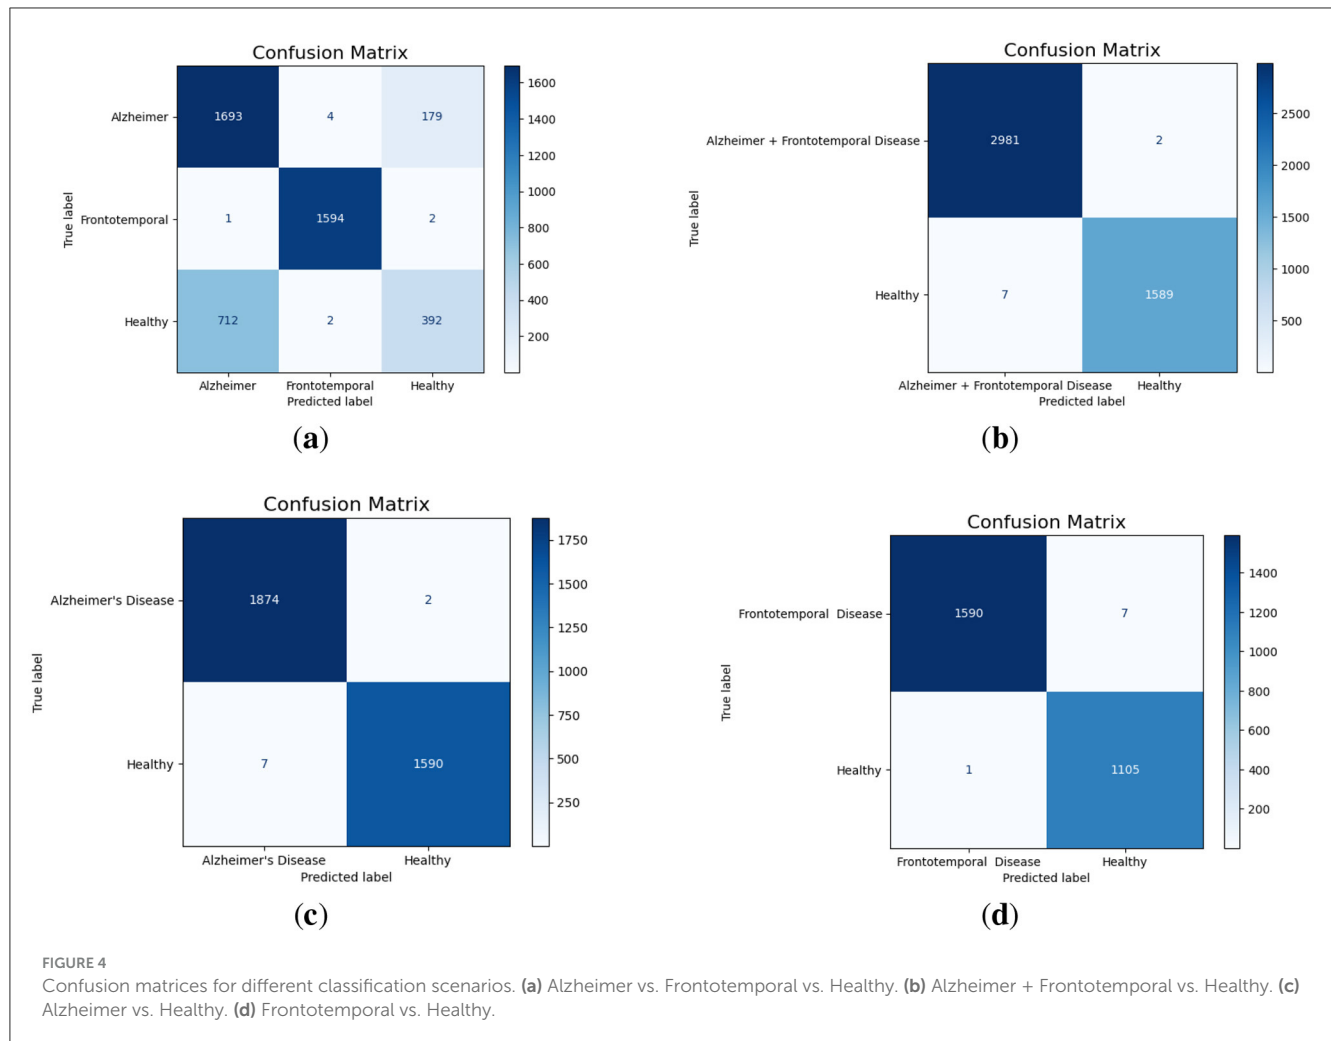 Confusion Matrix
Alzheimer
1693
4
179
Frontotemporal
1
1594
2
Healthy
712
2
392
True label
Alzheimer
Frontotemporal
Healthy
Predicted label
1600
1400
1200
1000
800
600
400
200
(a)
Confusion Matrix
Alzheimer + Frontotemporal Disease
2981
2
Healthy
7
1589
True label
Alzheimer + Frontotemporal Disease
Healthy
Predicted label
2500
2000
1500
1000
500
(b)
Confusion Matrix
Alzheimer's Disease
1874
2
Healthy
7
1590
True label
Alzheimer's Disease
Healthy
Predicted label
1750
1500
1250
1000
750
500
250
(c)
Confusion Matrix
Frontotemporal Disease
1590
7
Healthy
1
1105
True label
Frontotemporal Disease
Healthy
Predicted label
1400
1200
1000
800
600
400
200
(d)
FIGURE 4
Confusion matrices for different classification scenarios. (a) Alzheimer vs. Frontotemporal vs. Healthy. (b) Alzheimer + Frontotemporal vs. Healthy. (c)
Alzheimer vs. Healthy. (d) Frontotemporal vs. Healthy.